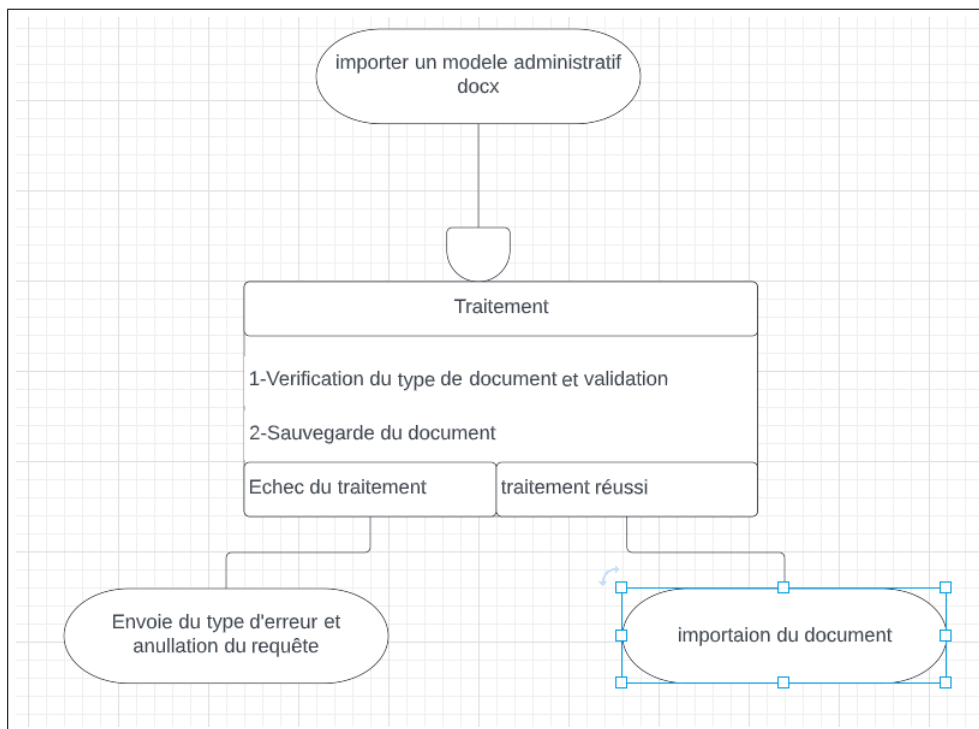 importer un modele administratif
docx
Traitement
1-Verification du type de document et validation
2-Sauvegarde du document
Echec du traitement
traitement réussi
Envoie du type d'erreur et
anullation du requête
importaion du document